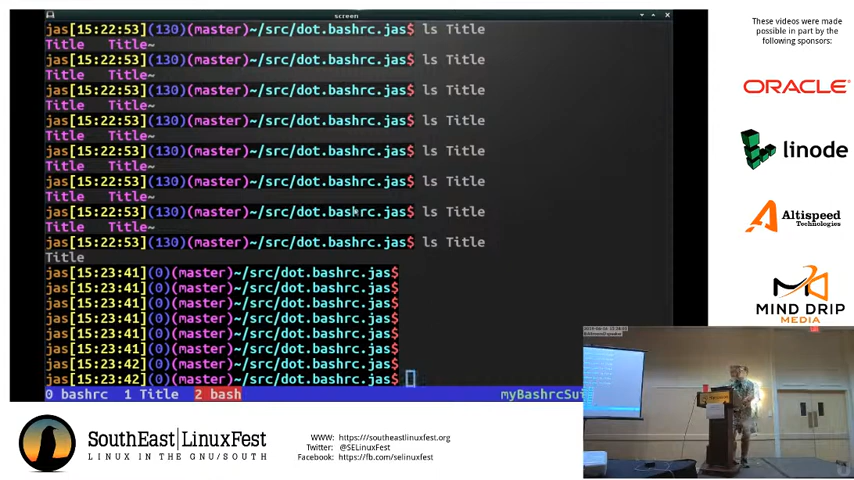 screen
jas[15:22:53](130)(master)~/src/dot.bashrc.jas$ ls Title
Title   Title~
jas[15:22:53](130)(master)~/src/dot.bashrc.jas$ ls Title
Title   Title~
jas[15:22:53](130)(master)~/src/dot.bashrc.jas$ ls Title
Title   Title~
jas[15:22:53](130)(master)~/src/dot.bashrc.jas$ ls Title
Title   Title~
jas[15:22:53](130)(master)~/src/dot.bashrc.jas$ ls Title
Title   Title~
jas[15:22:53](130)(master)~/src/dot.bashrc.jas$ ls Title
Title   Title~
jas[15:22:53](130)(master)~/src/dot.bashrc.jas$ ls Title
Title   Title~
jas[15:22:53](130)(master)~/src/dot.bashrc.jas$ ls Title
Title
jas[15:23:41](0)(master)~/src/dot.bashrc.jas$
jas[15:23:41](0)(master)~/src/dot.bashrc.jas$
jas[15:23:41](0)(master)~/src/dot.bashrc.jas$
jas[15:23:41](0)(master)~/src/dot.bashrc.jas$
jas[15:23:41](0)(master)~/src/dot.bashrc.jas$
jas[15:23:41](0)(master)~/src/dot.bashrc.jas$
jas[15:23:42](0)(master)~/src/dot.bashrc.jas$
jas[15:23:42](0)(master)~/src/dot.bashrc.jas$
0 bashrc  1 Title  2 bash
These videos were made
possible in part by the
following sponsors:
ORACLE
linode
Altispeed
Technologies
MIND DRIP
MEDIA
SouthEast|LinuxFest
LINUX IN THE GNU/SOUTH
WWW: https://southeastlinuxfest.org
Twitter: @SELinuxFest
Facebook: https://fb.com/selinuxfest